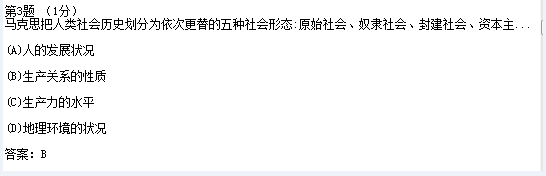 第3题 (1分)
马克思把人类社会历史划分为依次更替的五种社会形态:原始社会、奴隶社会、封建社会、资本主...
(A)人的发展状况
(B)生产关系的性质
(C)生产力的水平
(D)地理环境的状况
答案: B